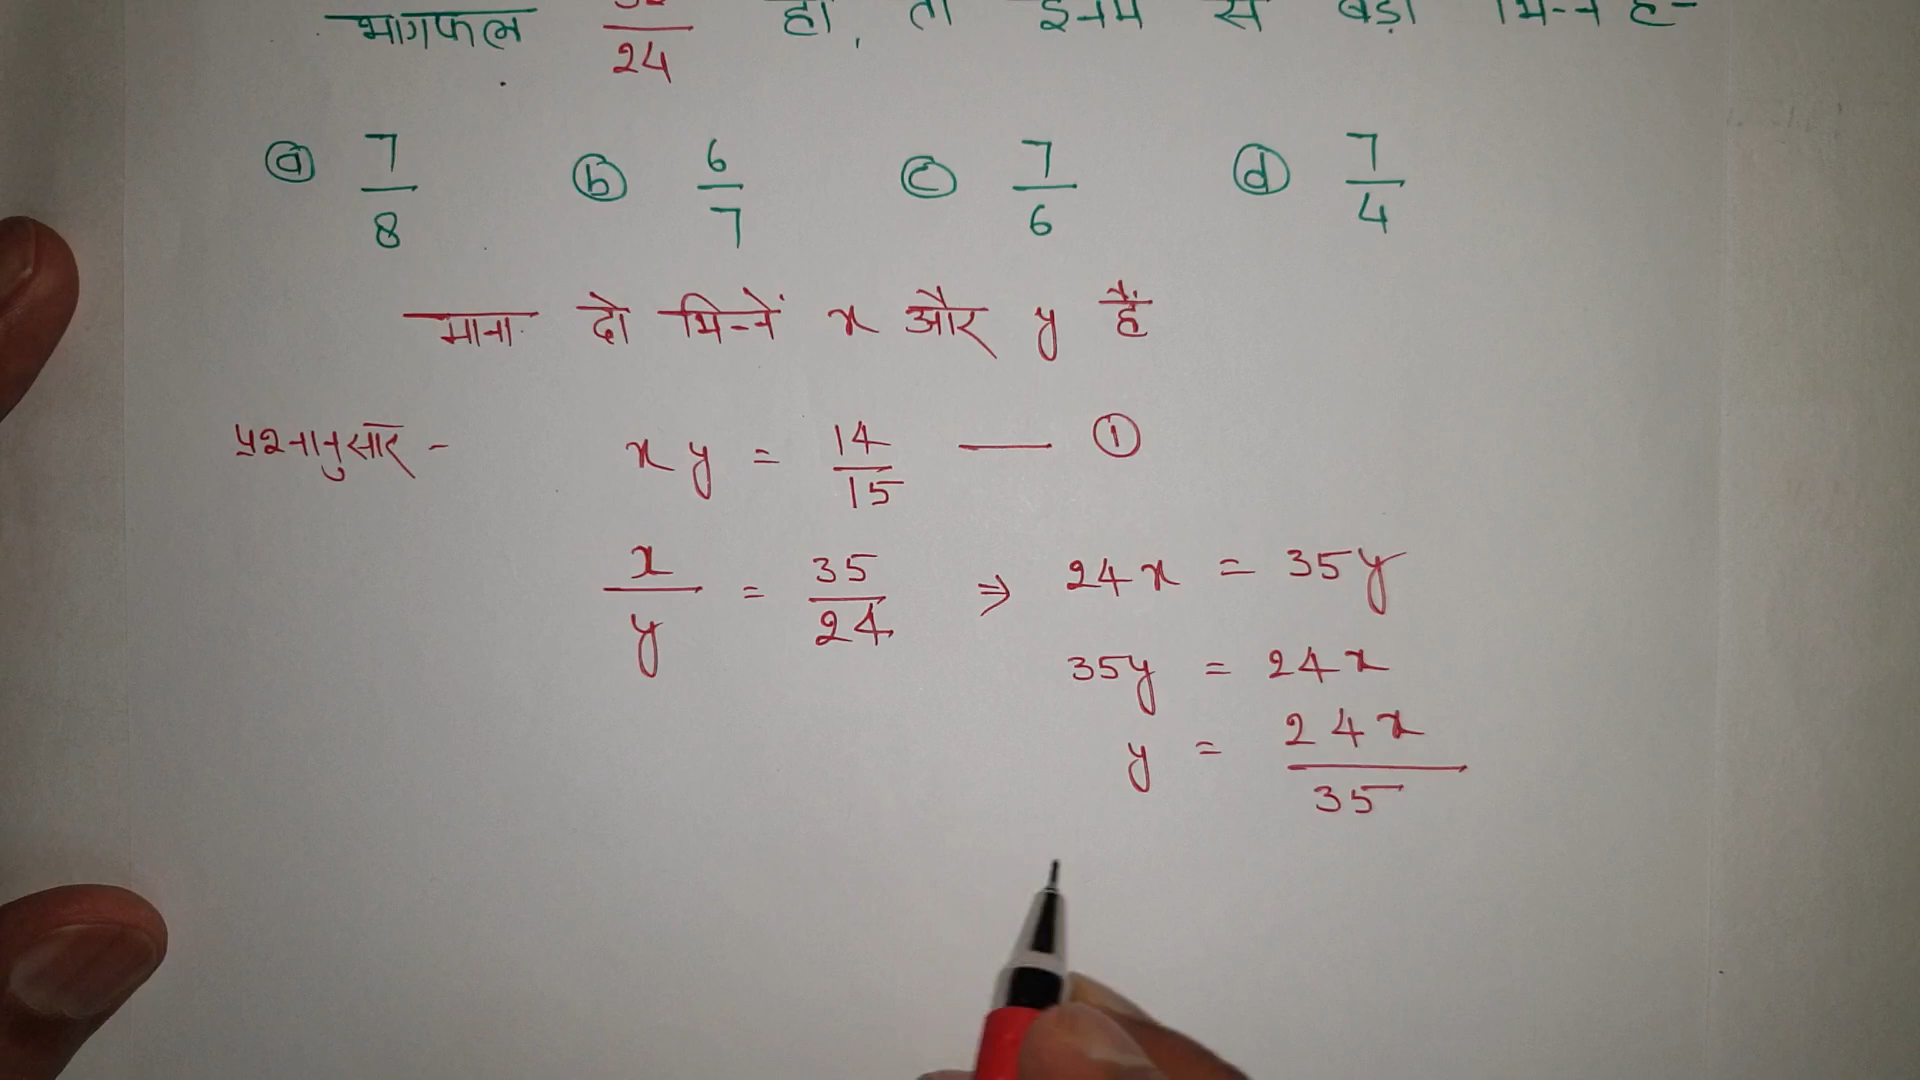 भागफल 35/24 हो, तो इनमें से बड़ी भिन्न है-
ⓐ 7/8 ⓑ 6/7 ⓒ 7/6 ⓓ 7/4
माना दो भिन्नें x और y हैं
प्रश्नानुसार - xy = 14/15 —— ①
x/y = 35/24 ⇒ 24x = 35y
35y = 24x
y = 24x/35